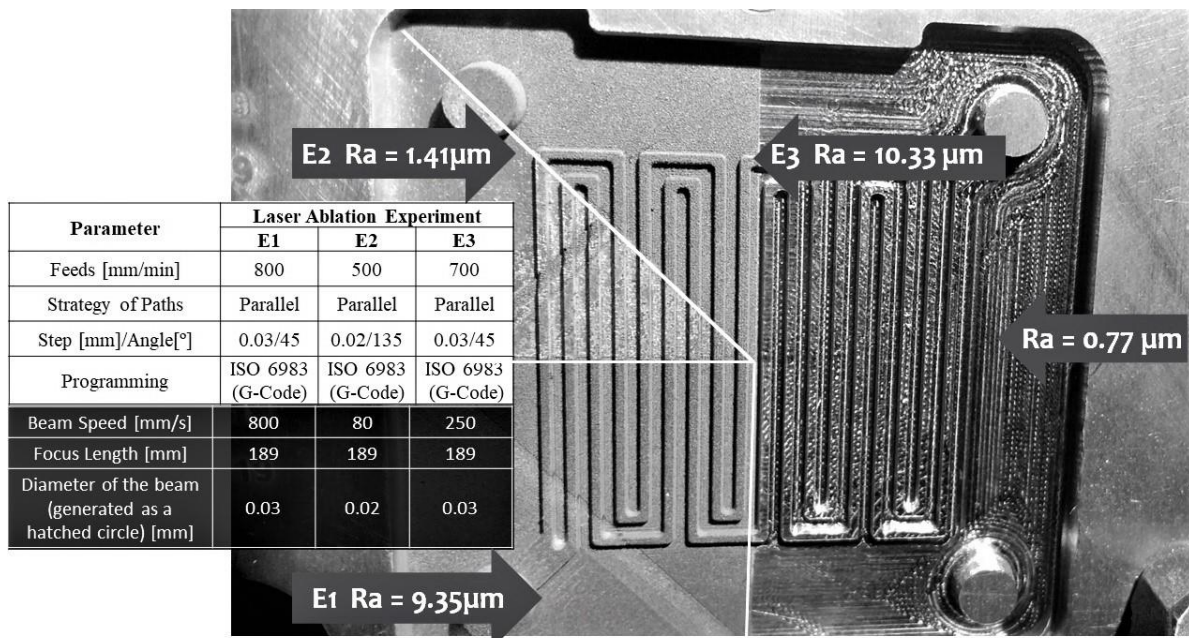 E2 Ra = 1.41µm
E3 Ra = 10.33 µm
Parameter
Laser Ablation Experiment
E1 E2 E3
Feeds [mm/min] 800 500 700
Strategy of Paths Parallel Parallel Parallel
Step [mm]/Angle[º] 0.03/45 0.02/135 0.03/45
Programming ISO 6983 ISO 6983 ISO 6983
(G-Code) (G-Code) (G-Code)
Beam Speed [mm/s] 800 80 250
Focus Length [mm] 189 189 189
Diameter of the beam
(generated as a
hatched circle) [mm] 0.03 0.02 0.03
Ra = 0.77 µm
E1 Ra = 9.35µm